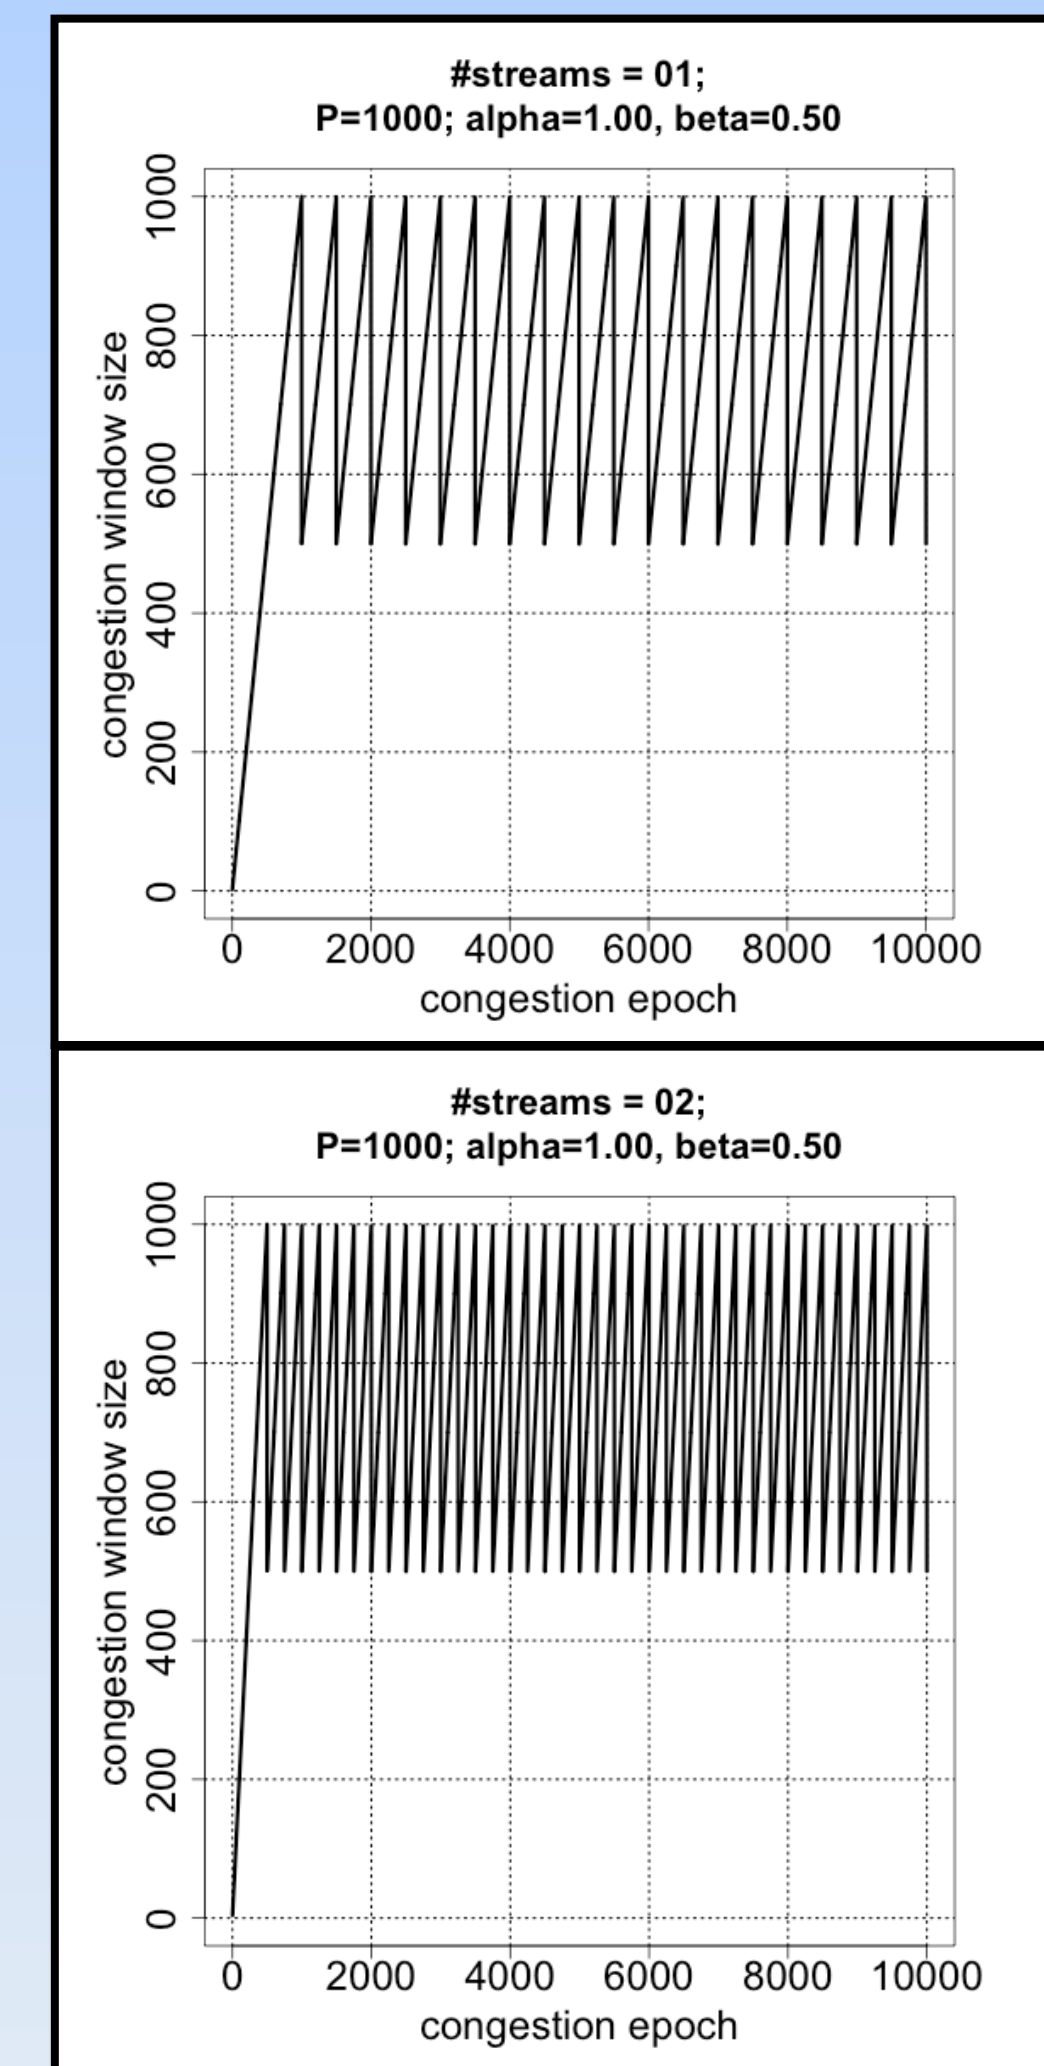 #streams = 01;
P=1000; alpha=1.00, beta=0.50
congestion window size
1000
800
600
400
200
0
0 2000 4000 6000 8000 10000
congestion epoch
#streams = 02;
P=1000; alpha=1.00, beta=0.50
congestion window size
1000
800
600
400
200
0
0 2000 4000 6000 8000 10000
congestion epoch